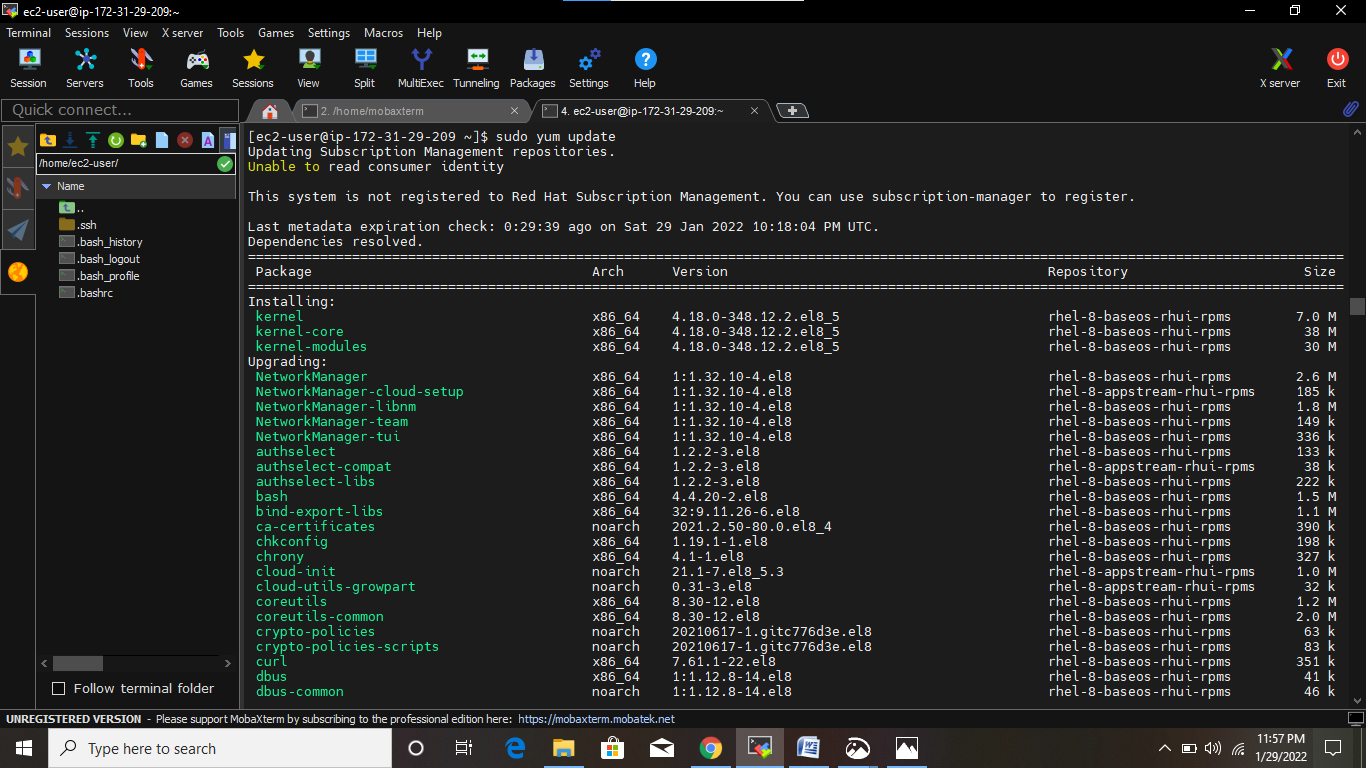 ec2-user@ip-172-31-29-209:~
Terminal Sessions View X server Tools Games Settings Macros Help
Session Servers Tools Games Sessions View Split MultiExec Tunneling Packages Settings Help X server Exit
Quick connect...
2. /home/mobaxterm
4. ec2-user@ip-172-31-29-209:~
/home/ec2-user/
Name
..
.ssh
.bash_history
.bash_logout
.bash_profile
.bashrc
Follow terminal folder
[ec2-user@ip-172-31-29-209 ~]$ sudo yum update
Updating Subscription Management repositories.
Unable to read consumer identity
This system is not registered to Red Hat Subscription Management. You can use subscription-manager to register.
Last metadata expiration check: 0:29:39 ago on Sat 29 Jan 2022 10:18:04 PM UTC.
Dependencies resolved.
Package Arch Version Repository Size
Installing:
kernel x86_64 4.18.0-348.12.2.el8_5 rhel-8-baseos-rhui-rpms 7.0 M
kernel-core x86_64 4.18.0-348.12.2.el8_5 rhel-8-baseos-rhui-rpms 38 M
kernel-modules x86_64 4.18.0-348.12.2.el8_5 rhel-8-baseos-rhui-rpms 30 M
Upgrading:
NetworkManager x86_64 1:1.32.10-4.el8 rhel-8-baseos-rhui-rpms 2.6 M
NetworkManager-cloud-setup x86_64 1:1.32.10-4.el8 rhel-8-appstream-rhui-rpms 185 k
NetworkManager-libnm x86_64 1:1.32.10-4.el8 rhel-8-baseos-rhui-rpms 1.8 M
NetworkManager-team x86_64 1:1.32.10-4.el8 rhel-8-baseos-rhui-rpms 149 k
NetworkManager-tui x86_64 1:1.32.10-4.el8 rhel-8-baseos-rhui-rpms 336 k
authselect x86_64 1.2.2-3.el8 rhel-8-baseos-rhui-rpms 133 k
authselect-compat x86_64 1.2.2-3.el8 rhel-8-appstream-rhui-rpms 38 k
authselect-libs x86_64 1.2.2-3.el8 rhel-8-baseos-rhui-rpms 222 k
bash x86_64 4.4.20-2.el8 rhel-8-baseos-rhui-rpms 1.5 M
bind-export-libs x86_64 32:9.11.26-6.el8 rhel-8-baseos-rhui-rpms 1.1 M
ca-certificates noarch 2021.2.50-80.0.el8_4 rhel-8-baseos-rhui-rpms 390 k
chkconfig x86_64 1.19.1-1.el8 rhel-8-baseos-rhui-rpms 198 k
chrony x86_64 4.1-1.el8 rhel-8-baseos-rhui-rpms 327 k
cloud-init noarch 21.1-7.el8_5.3 rhel-8-appstream-rhui-rpms 1.0 M
cloud-utils-growpart noarch 0.31-3.el8 rhel-8-appstream-rhui-rpms 32 k
coreutils x86_64 8.30-12.el8 rhel-8-baseos-rhui-rpms 1.2 M
coreutils-common x86_64 8.30-12.el8 rhel-8-baseos-rhui-rpms 2.0 M
crypto-policies noarch 20210617-1.gitc776d3e.el8 rhel-8-baseos-rhui-rpms 63 k
crypto-policies-scripts noarch 20210617-1.gitc776d3e.el8 rhel-8-baseos-rhui-rpms 83 k
curl x86_64 7.61.1-22.el8 rhel-8-baseos-rhui-rpms 351 k
dbus x86_64 1:1.12.8-14.el8 rhel-8-baseos-rhui-rpms 41 k
dbus-common noarch 1:1.12.8-14.el8 rhel-8-baseos-rhui-rpms 46 k
UNREGISTERED VERSION - Please support MobaXterm by subscribing to the professional edition here: https://mobaxterm.mobatek.net
Type here to search
11:57 PM
1/29/2022